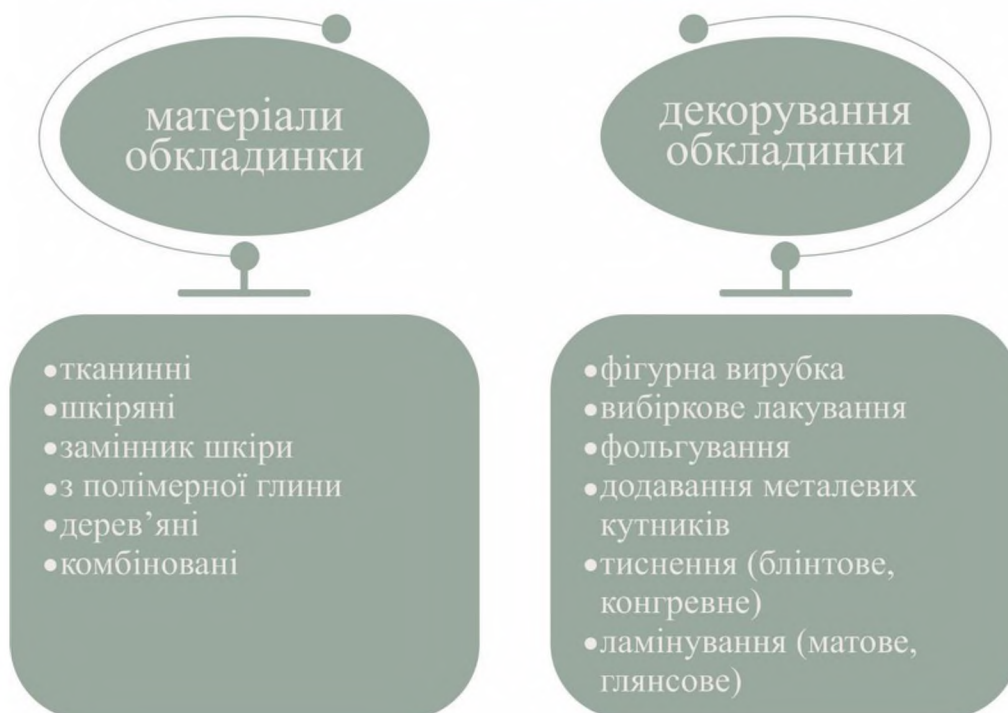 матеріали
обкладинки
•тканинні
•шкіряні
•замінник шкіри
•з полімерної глини
•дерев’яні
•комбіновані
декорування
обкладинки
•фігурна вирубка
•вибіркове лакування
•фольгування
•додавання металевих
кутників
•тиснення (блінтове,
конгревне)
•ламінування (матове,
глянсове)